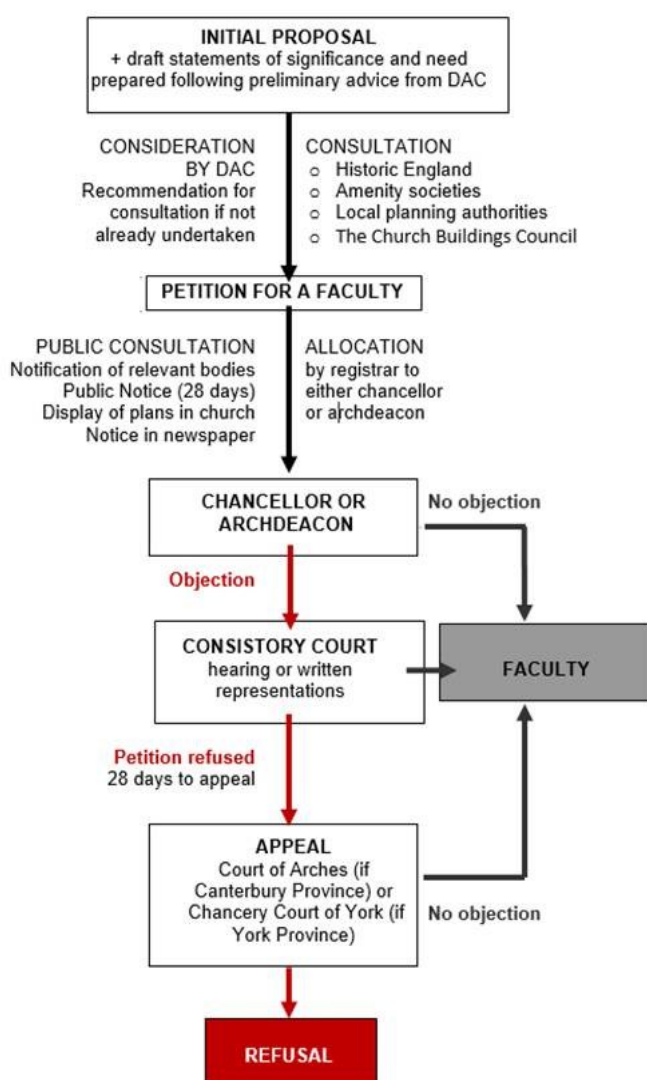 INITIAL PROPOSAL
+ draft statements of significance and need
prepared following preliminary advice from DAC
CONSIDERATION
BY DAC
Recommendation for
consultation if not
already undertaken
CONSULTATION
o Historic England
o Amenity societies
o Local planning authorities
o The Church Buildings Council
PETITION FOR A FACULTY
PUBLIC CONSULTATION
Notification of relevant bodies
Public Notice (28 days)
Display of plans in church
Notice in newspaper
ALLOCATION
by registrar to
either chancellor
or archdeacon
CHANCELLOR OR
ARCHDEACON
No objection
Objection
CONSISTORY COURT
hearing or written
representations
FACULTY
Petition refused
28 days to appeal
APPEAL
Court of Arches (if
Canterbury Province) or
Chancery Court of York (if
York Province)
No objection
REFUSAL